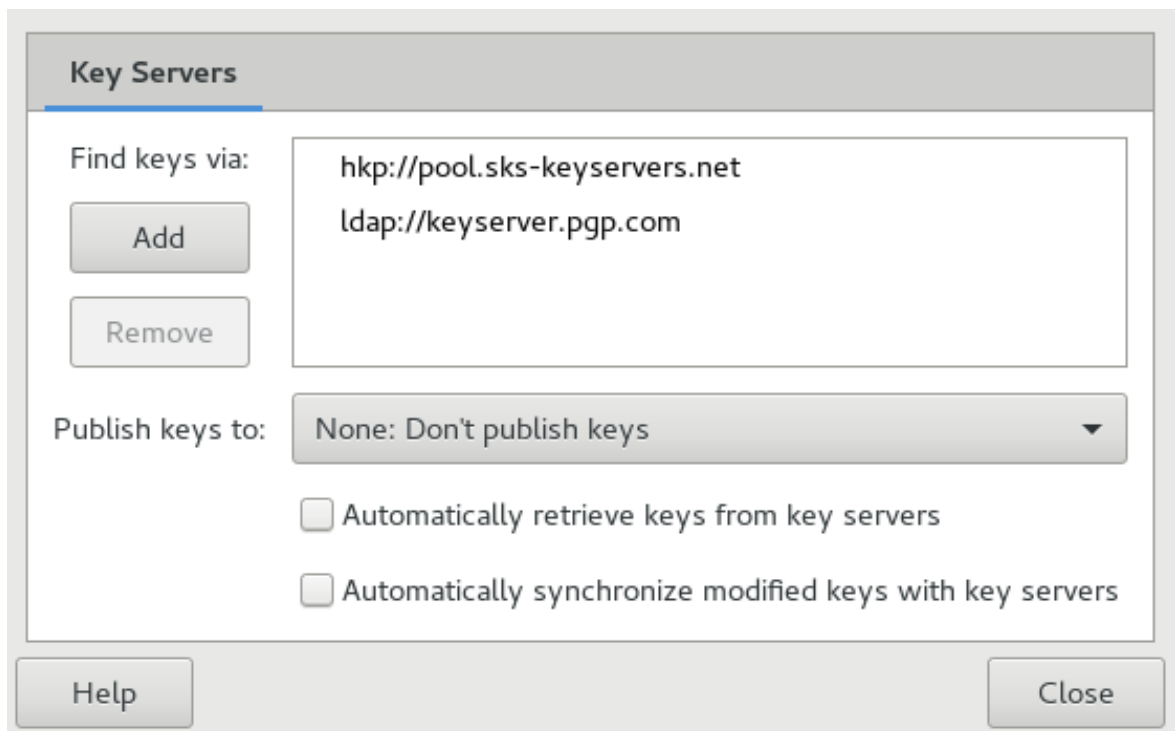 Key Servers
Find keys via:
hkp://pool.sks-keyservers.net
ldap://keyserver.pgp.com
Add
Remove
Publish keys to:
None: Don't publish keys
Automatically retrieve keys from key servers
Automatically synchronize modified keys with key servers
Help
Close